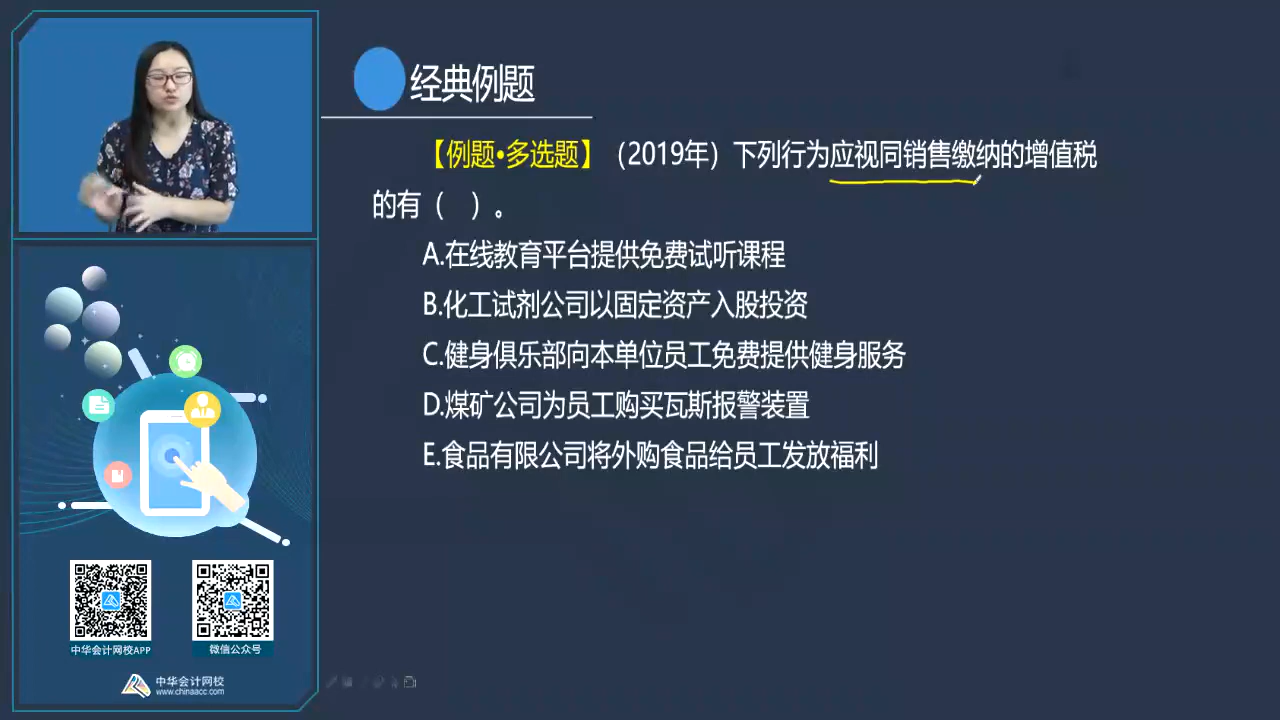 经典例题
【例题•多选题】（2019年）下列行为应视同销售缴纳的增值税
的有（ ）。
A.在线教育平台提供免费试听课程
B.化工试剂公司以固定资产入股投资
C.健身俱乐部向本单位员工免费提供健身服务
D.煤矿公司为员工购买瓦斯报警装置
E.食品有限公司将外购食品给员工发放福利
中华会计网校APP
微信公众号
中华会计网校
www.chinaacc.com